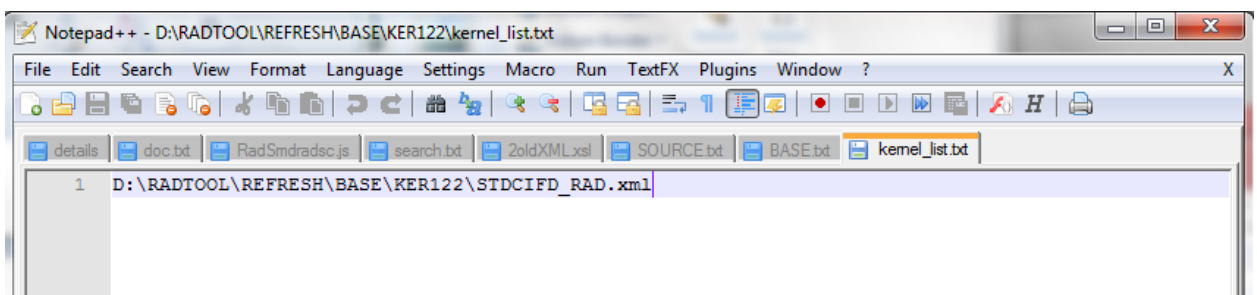 Notepad++ - D:\RADTOOL\REFRESH\BASE\KER122\kernel_list.txt
File Edit Search View Format Language Settings Macro Run TextFX Plugins Window ? X
details doc.txt RadSmdradsc.js search.txt 2oldXML.xsl SOURCE.txt BASE.txt kernel_list.txt
1 D:\RADTOOL\REFRESH\BASE\KER122\STDCIFD_RAD.xml